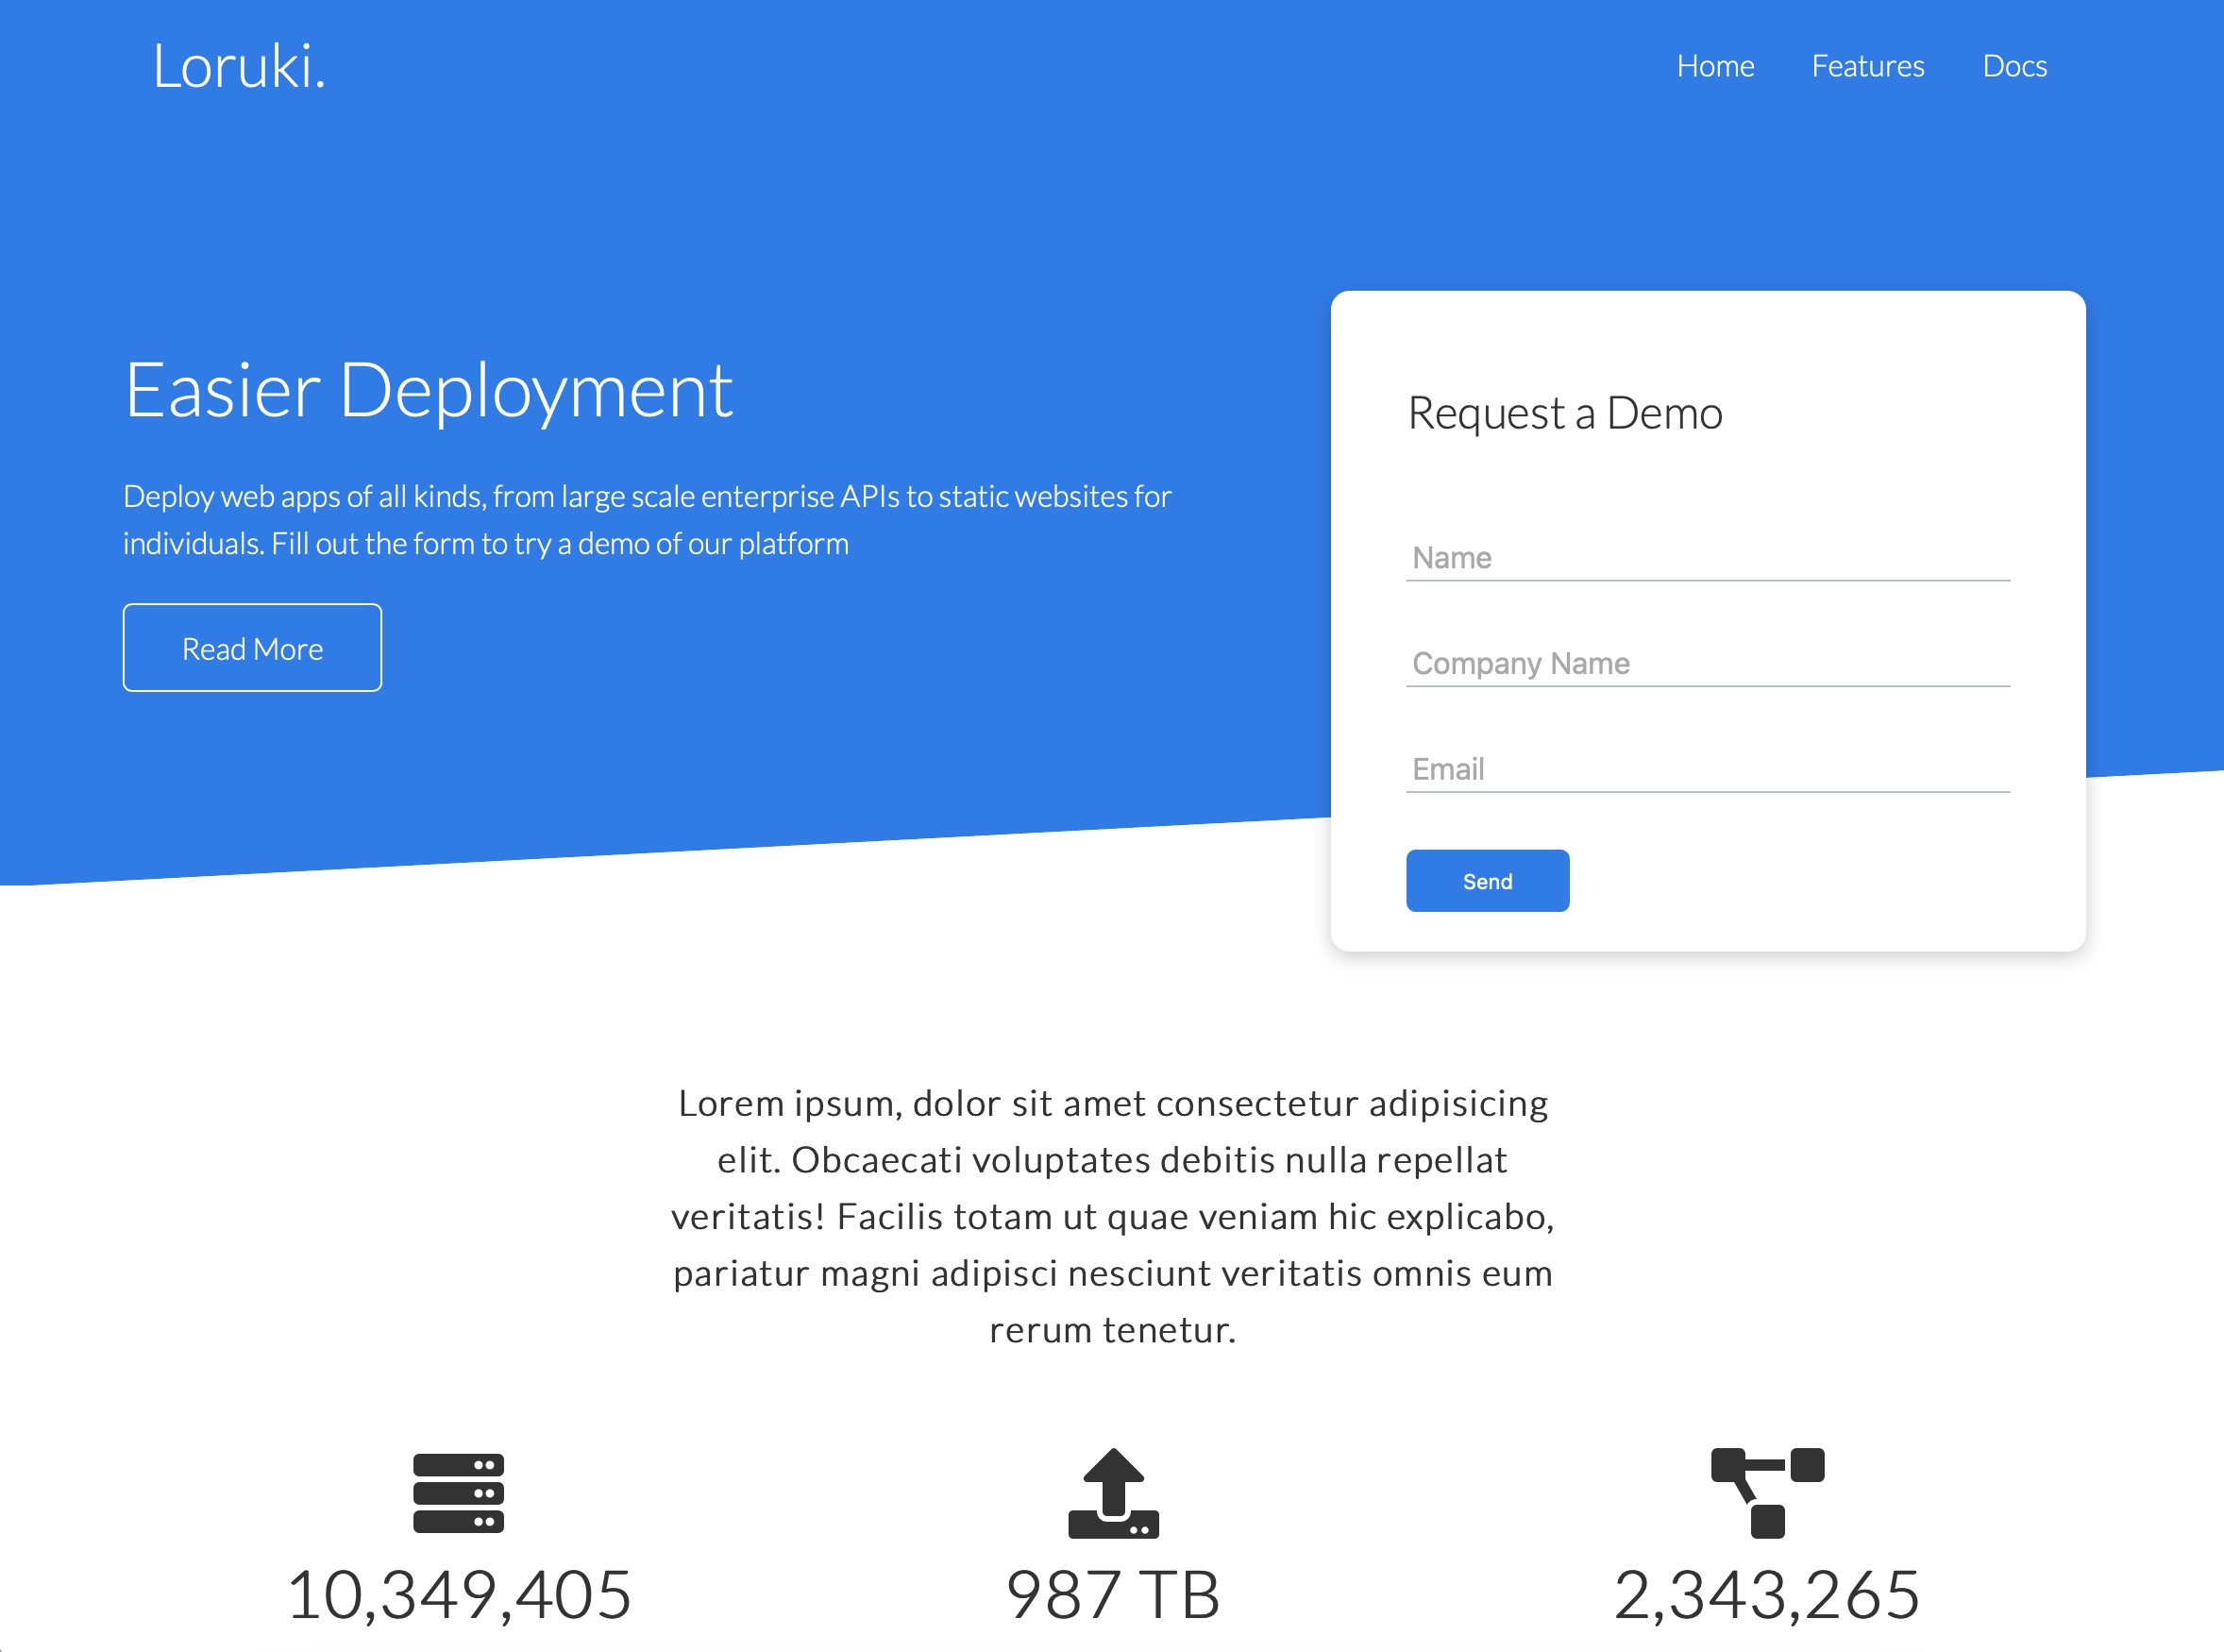 Loruki.
Home
Features
Docs
Easier Deployment
Deploy web apps of all kinds, from large scale enterprise APIs to static websites for
individuals. Fill out the form to try a demo of our platform
Read More
Request a Demo
Name
Company Name
Email
Send
Lorem ipsum, dolor sit amet consectetur adipisicing
elit. Obcaecati voluptates debitis nulla repellat
veritatis! Facilis totam ut quae veniam hic explicabo,
pariatur magni adipisci nesciunt veritatis omnis eum
rerum tenetur.
10,349,405
987 TB
2,343,265